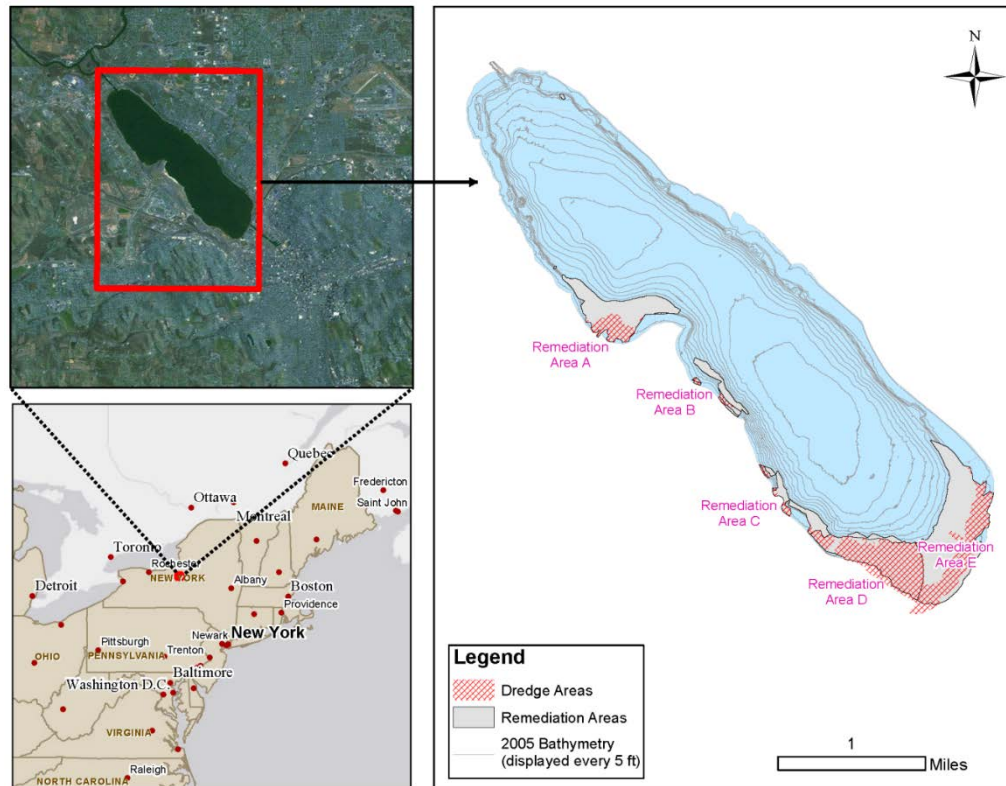 N
Remediation
Area A
Remediation
Area B
Remediation
Area C
Remediation
Area E
Remediation
Area D
Legend
Dredge Areas
Remediation Areas
2005 Bathymetry
(displayed every 5 ft)
1
Miles
Quebec
Fredericton
Saint John
MAINE
Ottawa
Montreal
Toronto
Rochester
NEW YORK
Detroit
Albany
Boston
Providence
Newark
New York
Pittsburgh
Trenton
OHIO
PENNSYLVANIA
Baltimore
Washington D.C.
VIRGINIA
Raleigh
NORTH CAROLINA